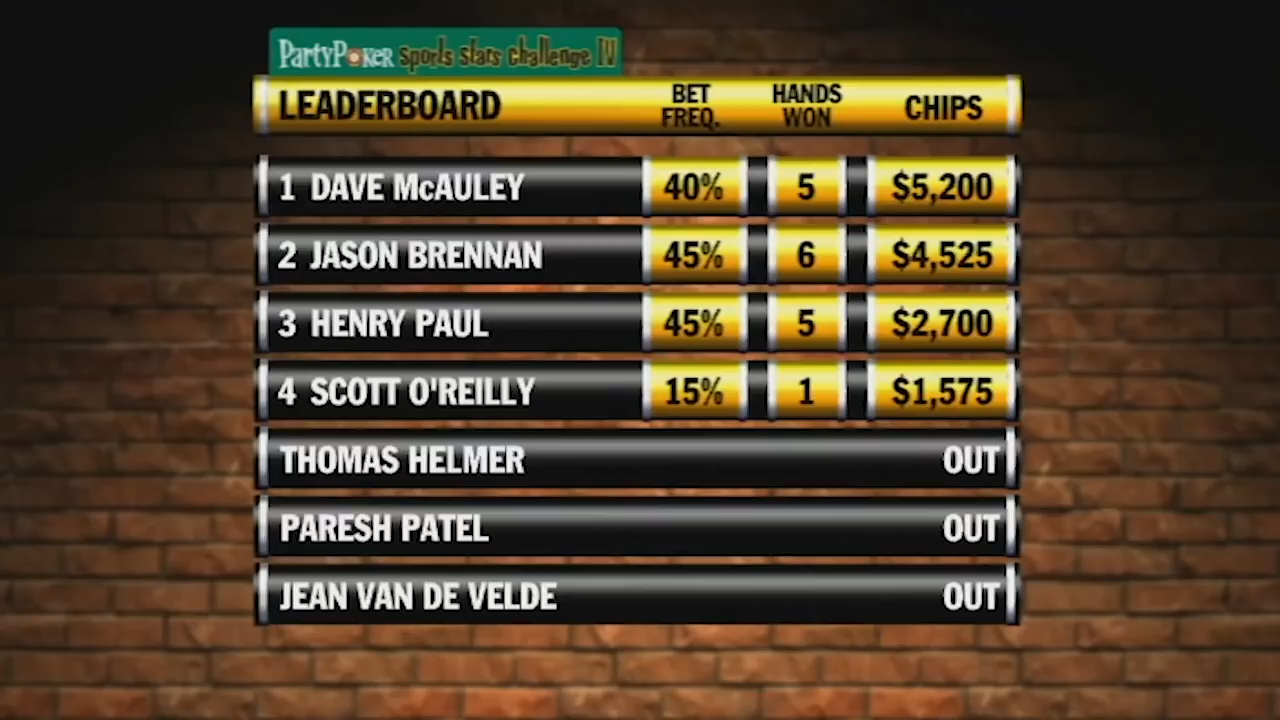 PartyPoker sports stars challenge IV
LEADERBOARD BET FREQ. HANDS WON CHIPS
1 DAVE McAULEY 40% 5 $5,200
2 JASON BRENNAN 45% 6 $4,525
3 HENRY PAUL 45% 5 $2,700
4 SCOTT O'REILLY 15% 1 $1,575
THOMAS HELMER OUT
PARESH PATEL OUT
JEAN VAN DE VELDE OUT